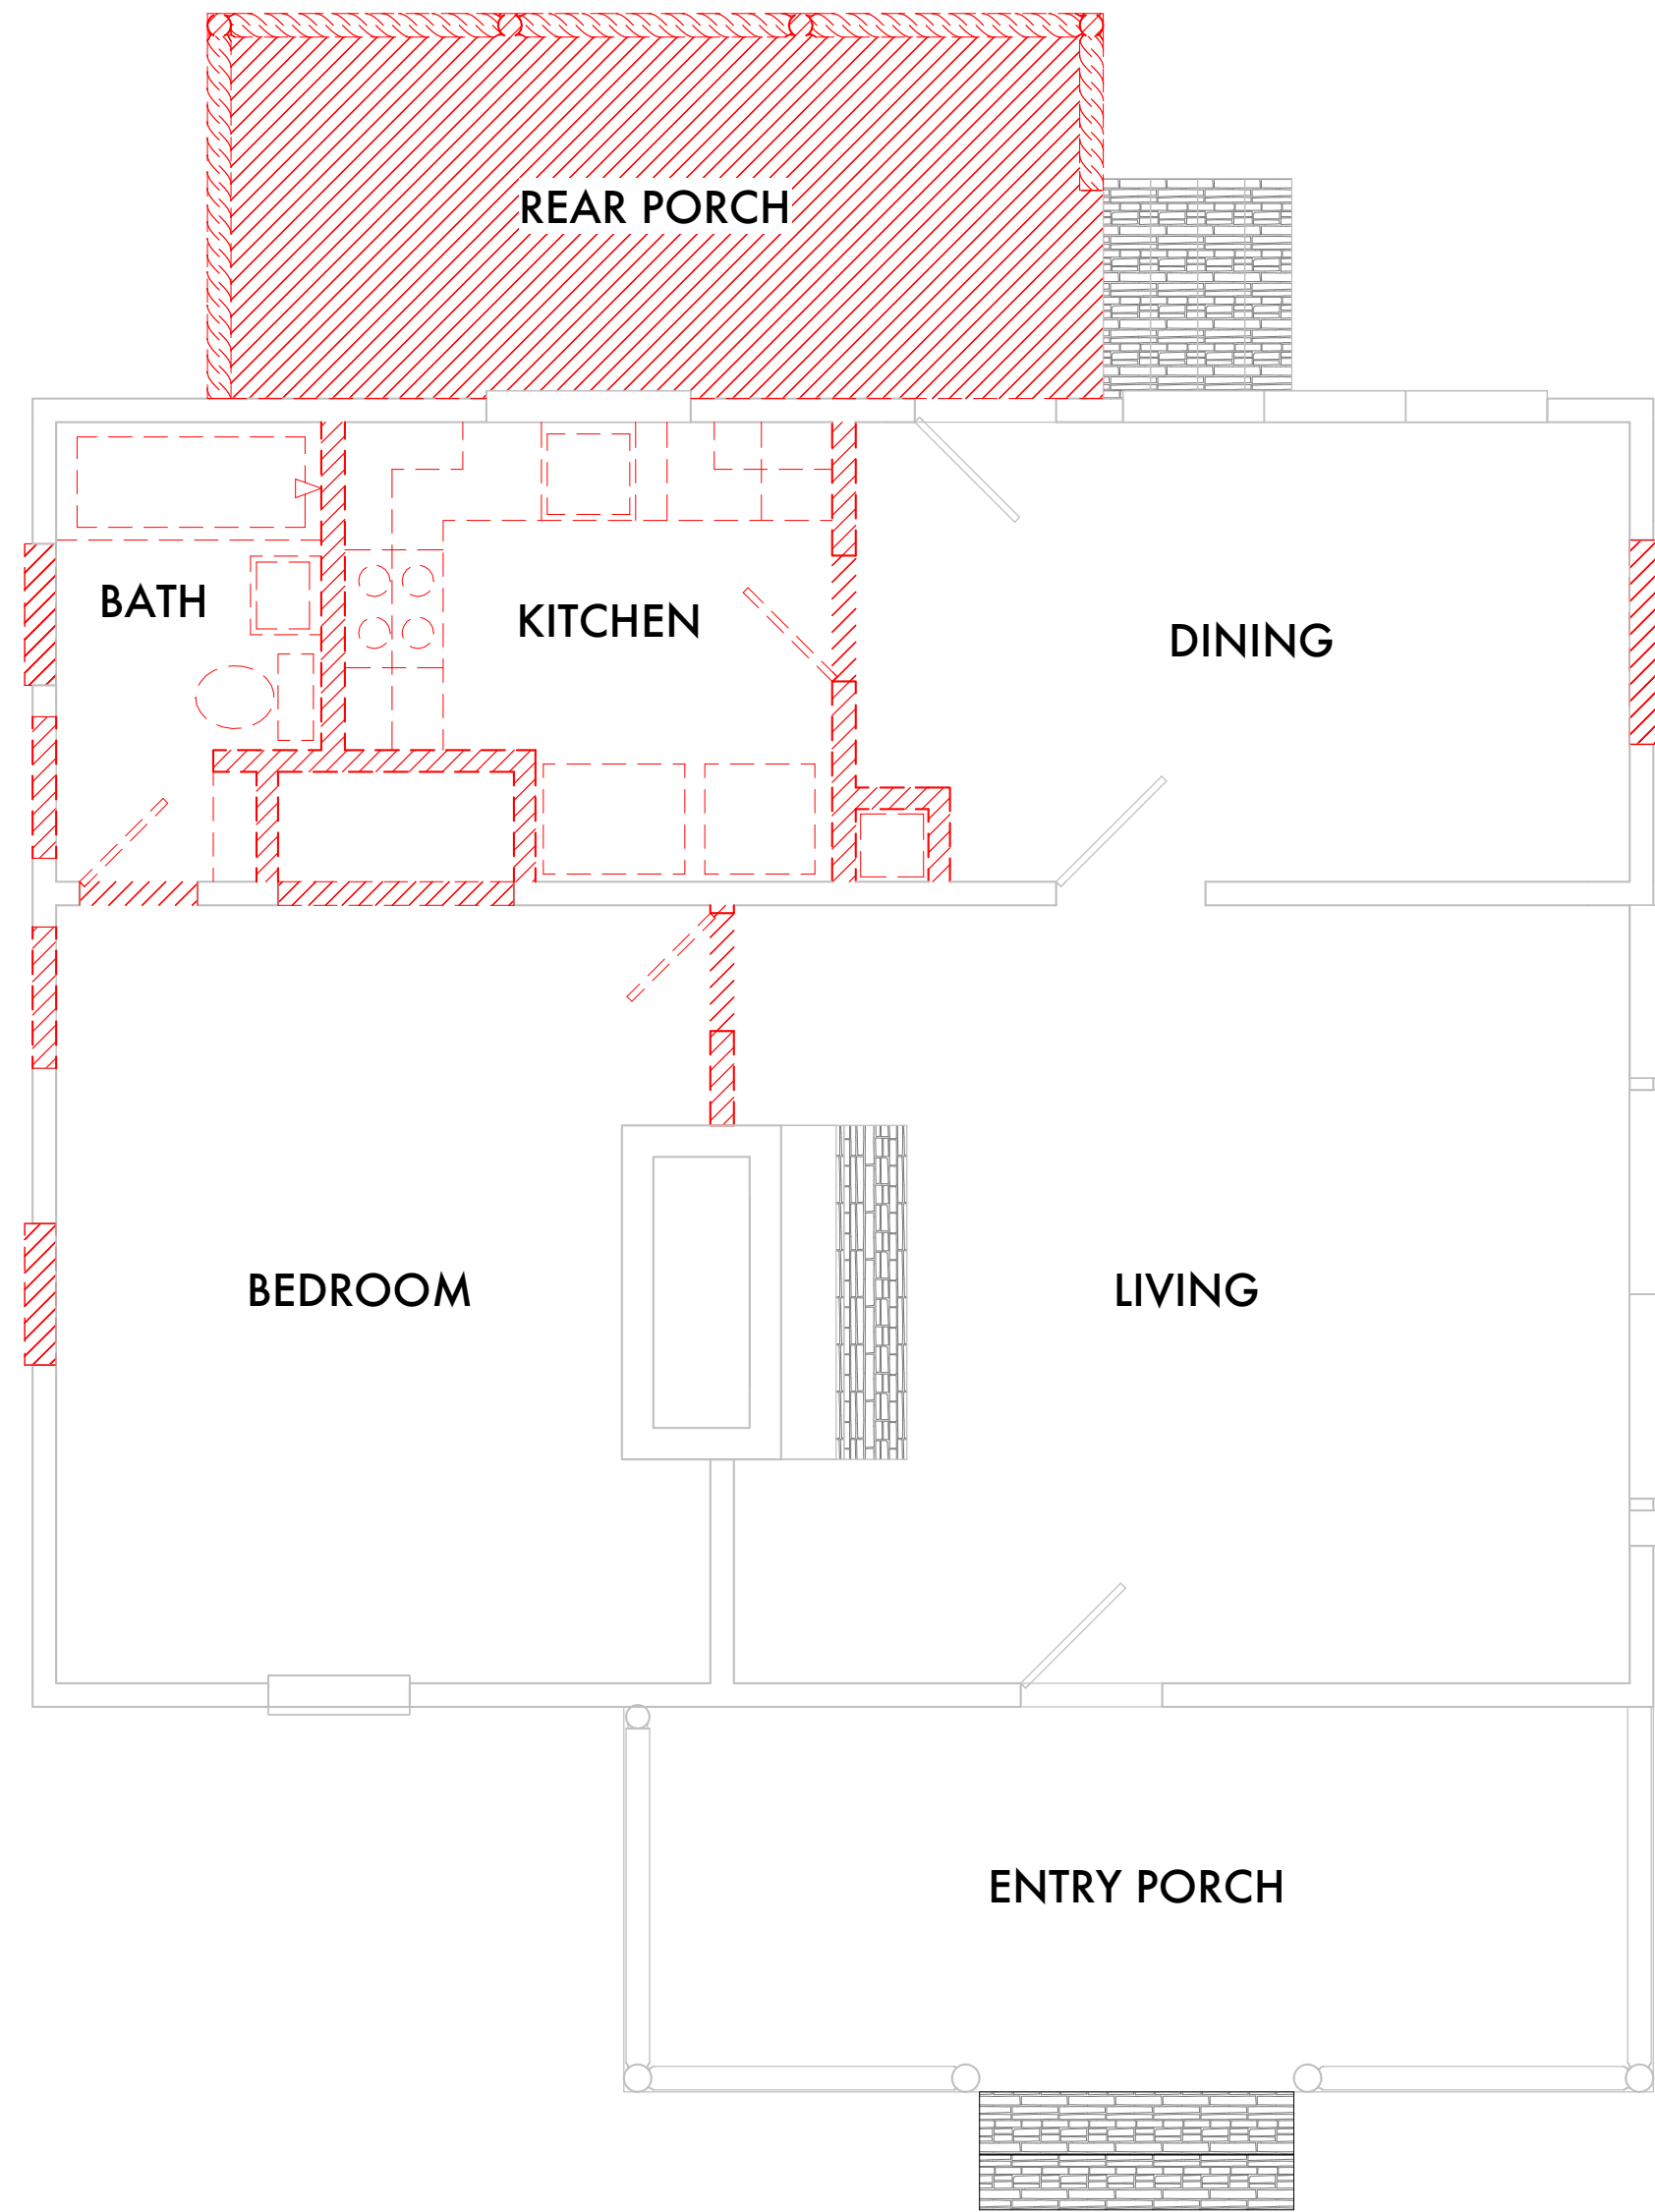 REAR PORCH
BATH
KITCHEN
DINING
BEDROOM
LIVING
ENTRY PORCH